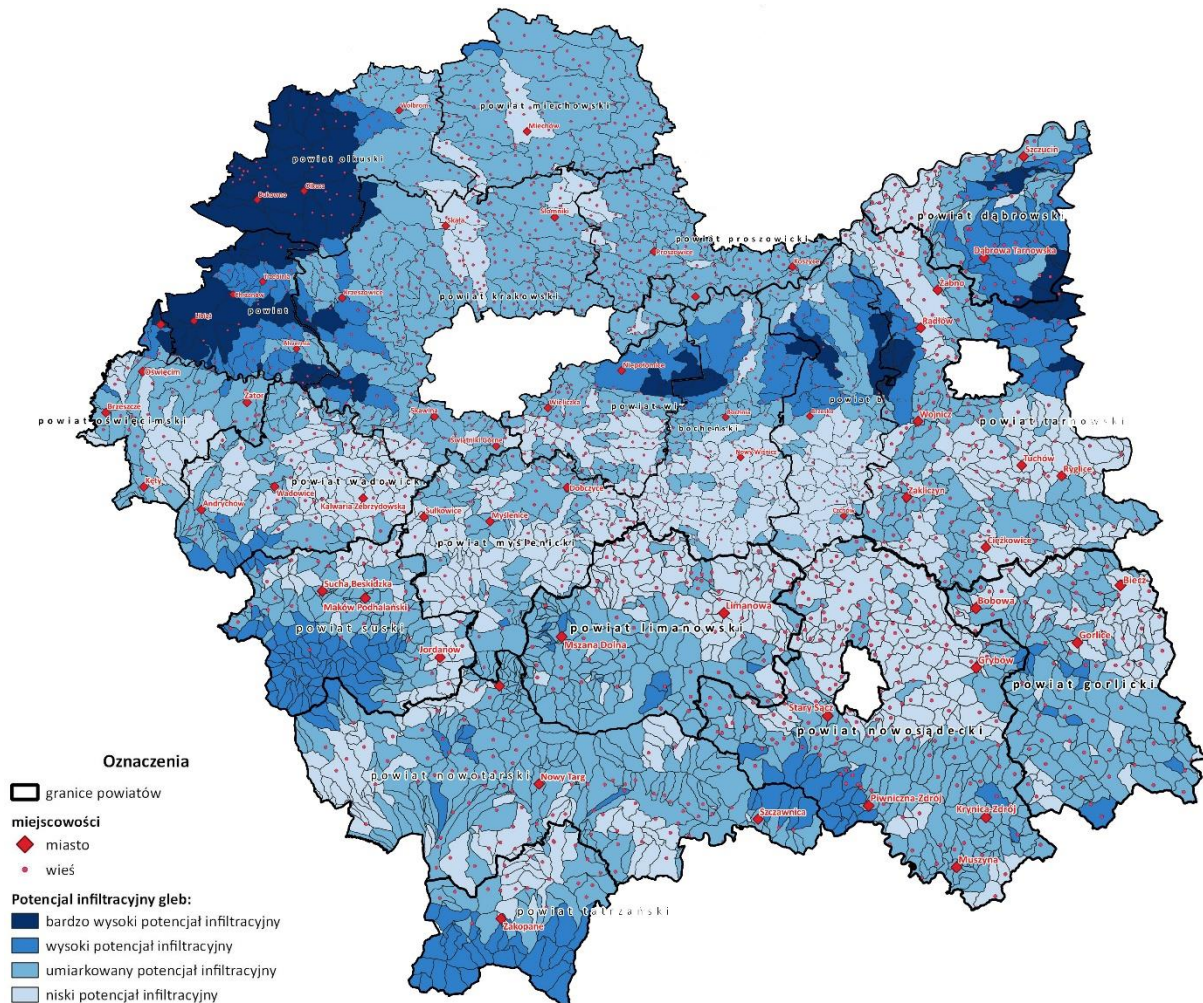 Wolbrom
powiat miechowski
Miechów
Szczucin
powiat olkuski
Olkusz
Bukowno
Skała
Słomniki
powiat dąbrowski
powiat proszowicki
Proszowice
Koszyce
Dąbrowa Tarnowska
Trzebinia
Chrzanów
Krzeszowice
powiat krakowski
Żabno
Libiąż
powiat
Radłów
Alwernia
Niepołomice
Oświęcim
Brzeszcze
Zator
powiat oświęcimski
Skawina
Wieliczka
powiat wi
Bochnia
Brzesko
powiat b
Wojnicz
powiat tarnowski
bocheński
Świątniki Górne
Nowy Wiśnicz
Tuchów
Ryglice
Kęty
powiat wadowick
Wadowice
Andrychów
Kalwaria Zebrzydowska
Dobczyce
Zakliczyn
Sułkowice
Myślenice
Czchów
powiat myślenicki
Ciężkowice
Sucha Beskidzka
Maków Podhalański
Biecz
Bobowa
Limanowa
powiat suski
powiat limanowski
Mszana Dolna
Gorlice
Jordanów
Grybów
powiat gorlicki
Stary Sącz
powiat nowosądecki
powiat nowotarski
Nowy Targ
Piwniczna-Zdrój
Krynica-Zdrój
Szczawnica
Muszyna
powiat tatrzański
Zakopane
Oznaczenia
granice powiatów
miejscowości
miasto
wieś
Potencjał infiltracyjny gleb:
bardzo wysoki potencjał infiltracyjny
wysoki potencjał infiltracyjny
umiarkowany potencjał infiltracyjny
niski potencjał infiltracyjny